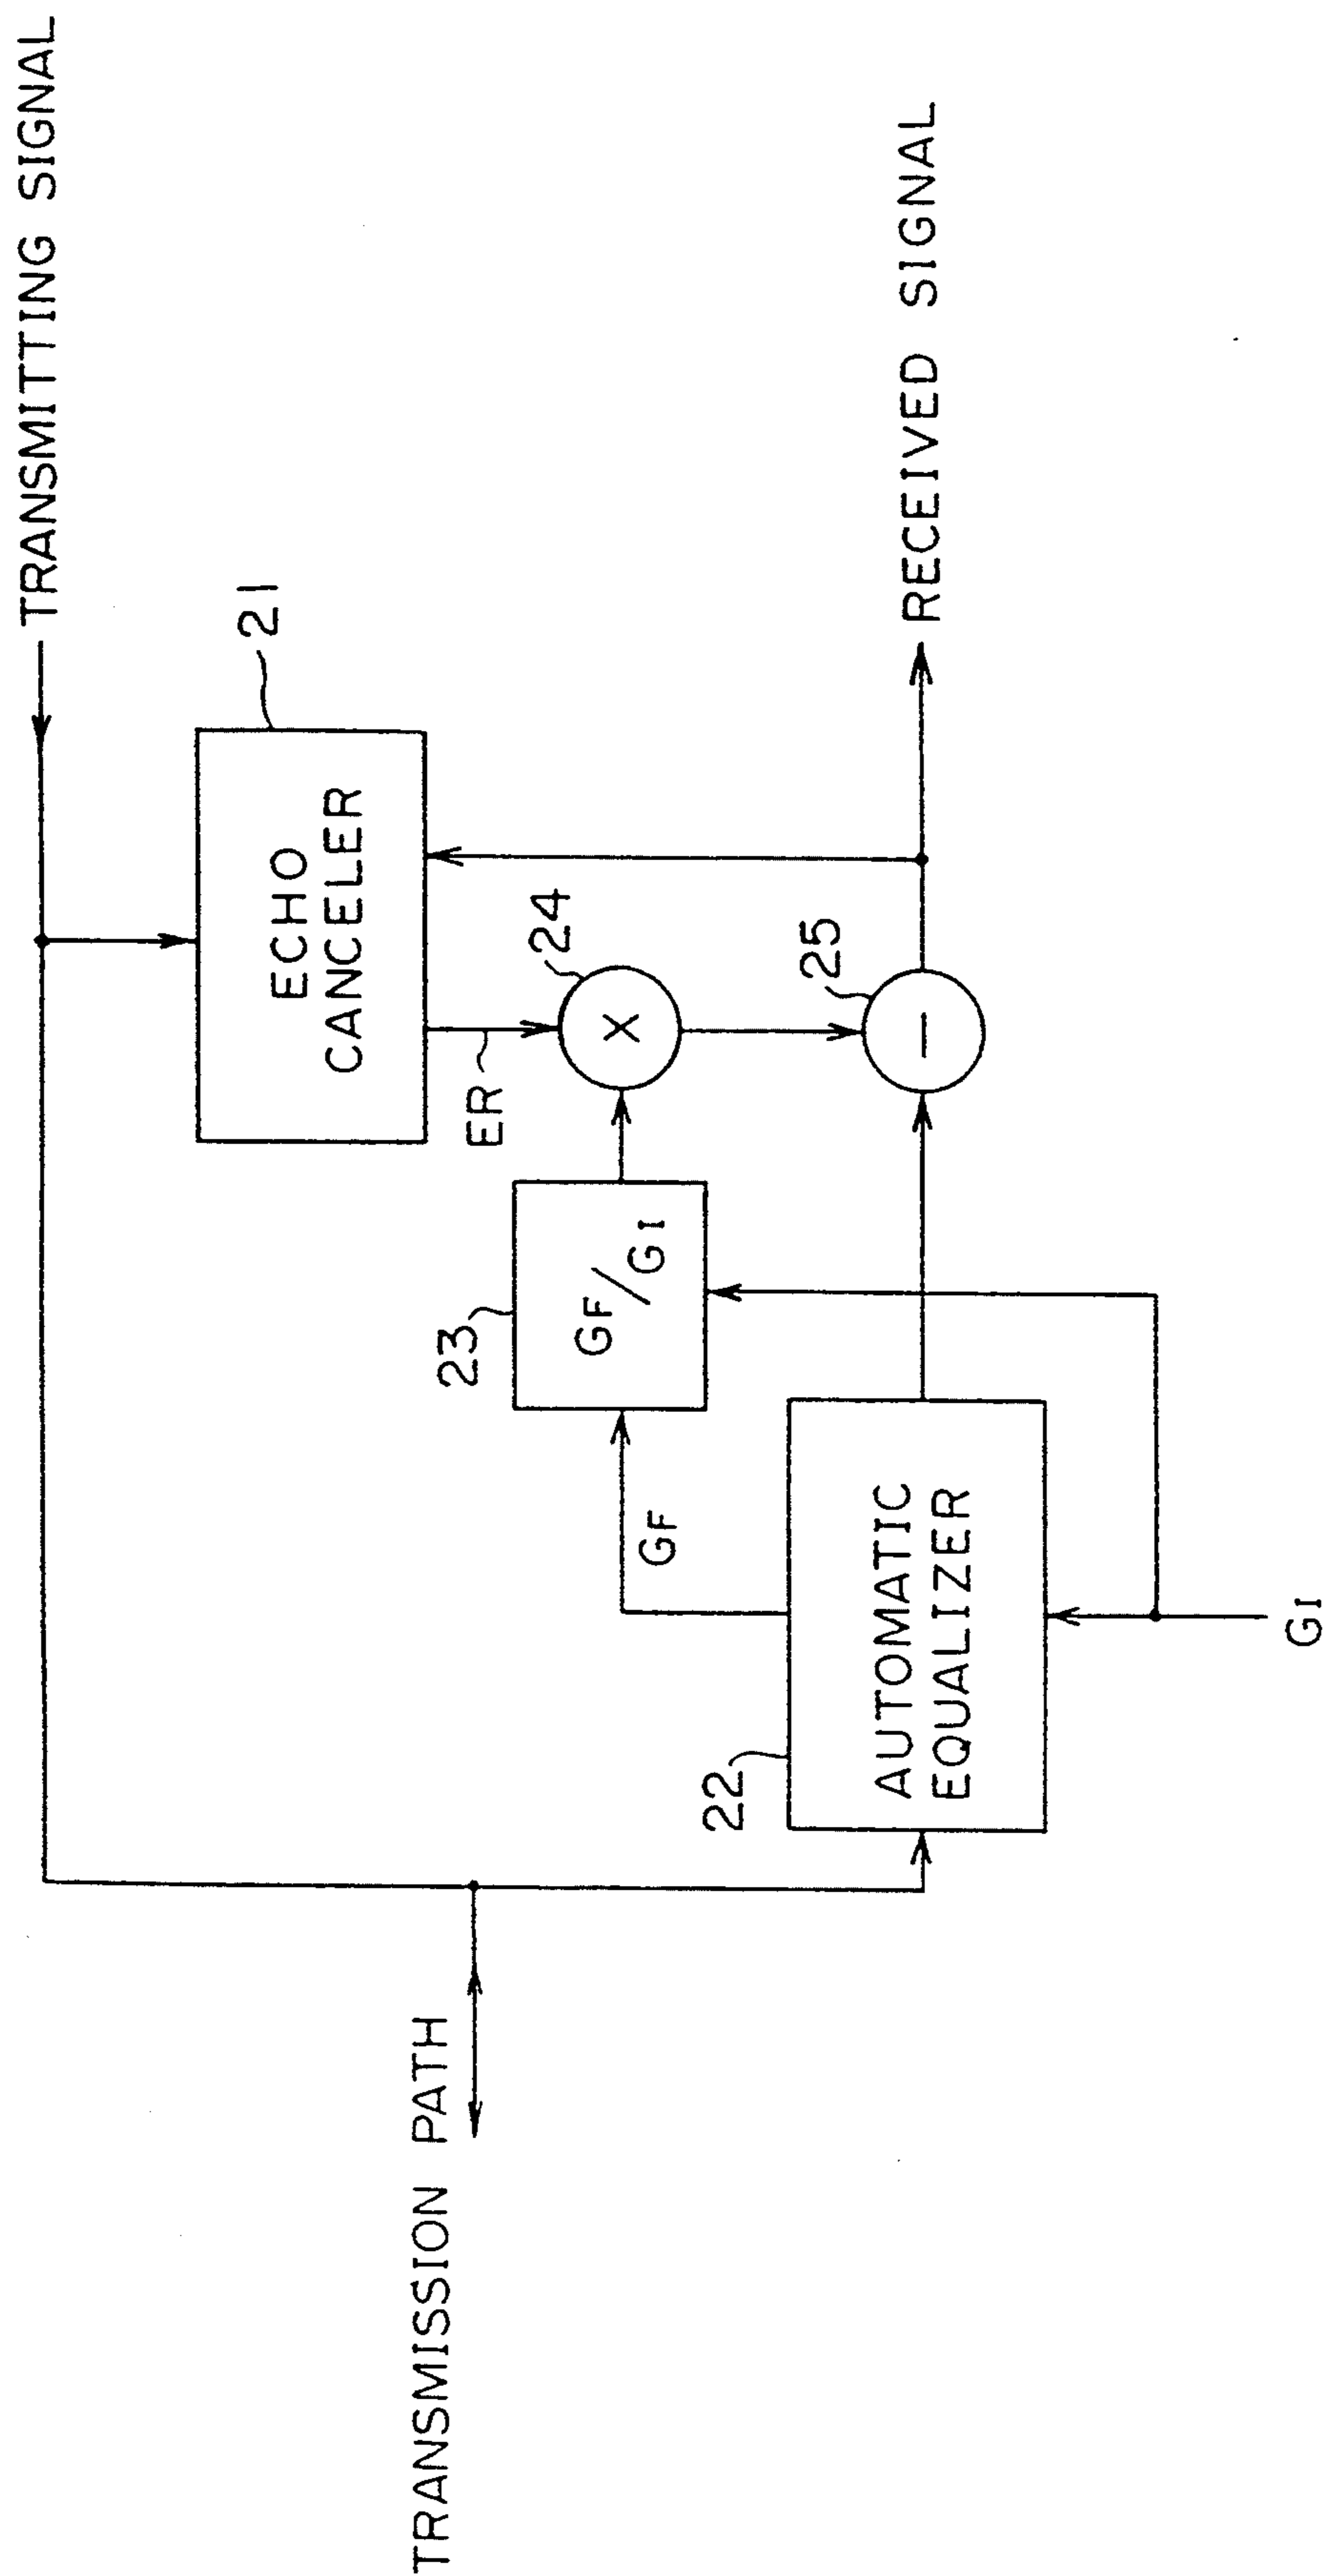 TRANSMITTING SIGNAL
21
ECHO
CANCELER
TRANSMISSION PATH
ER
24
23
GF/GI
GF
25
22
AUTOMATIC
EQUALIZER
RECEIVED SIGNAL
GI